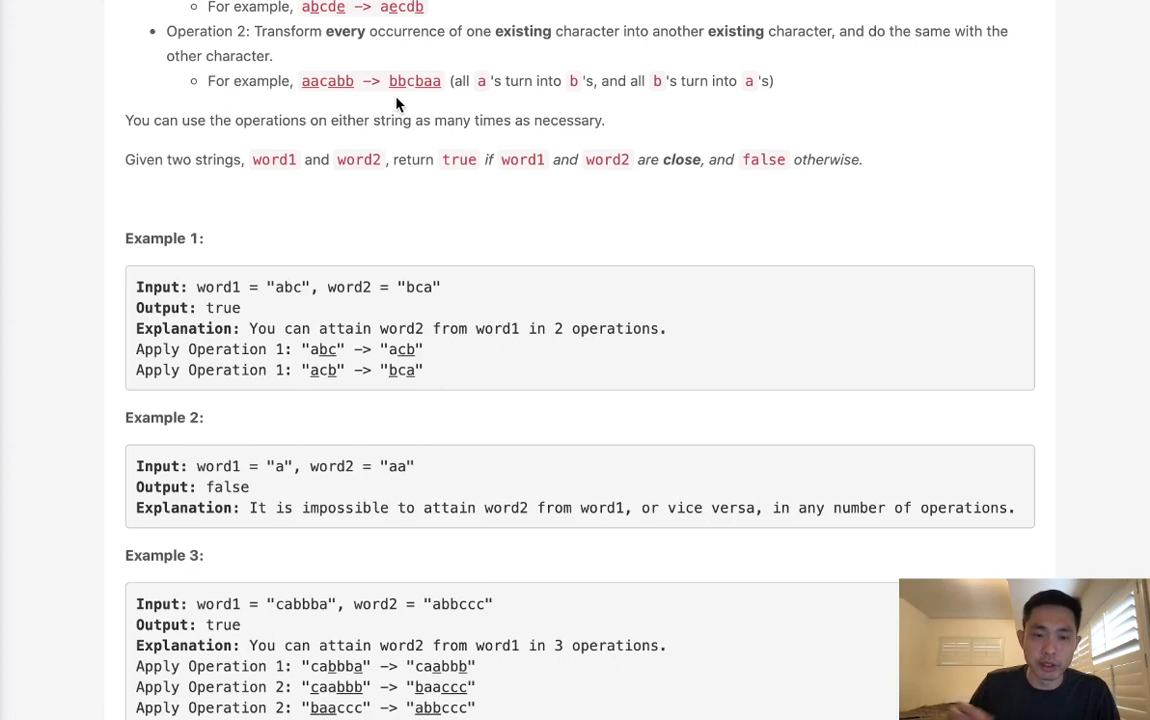 For example, abcde -> aecdb
Operation 2: Transform every occurrence of one existing character into another existing character, and do the same with the
other character.
For example, aacabb -> bbcbaa (all a 's turn into b 's, and all b 's turn into a 's)
You can use the operations on either string as many times as necessary.
Given two strings, word1 and word2 , return true if word1 and word2 are close, and false otherwise.
Example 1:
Input: word1 = "abc", word2 = "bca"
Output: true
Explanation: You can attain word2 from word1 in 2 operations.
Apply Operation 1: "abc" -> "acb"
Apply Operation 1: "acb" -> "bca"
Example 2:
Input: word1 = "a", word2 = "aa"
Output: false
Explanation: It is impossible to attain word2 from word1, or vice versa, in any number of operations.
Example 3:
Input: word1 = "cabbba", word2 = "abbccc"
Output: true
Explanation: You can attain word2 from word1 in 3 operations.
Apply Operation 1: "cabbba" -> "caabbb"
Apply Operation 2: "caabbb" -> "baaccc"
Apply Operation 2: "baaccc" -> "abbccc"